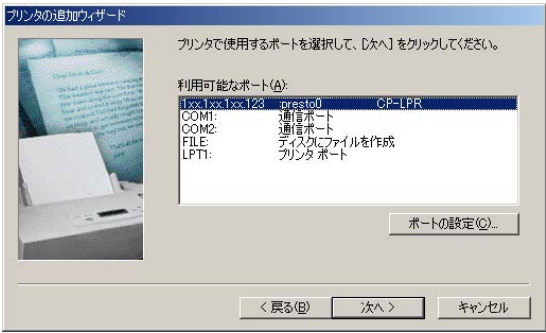 プリンタの追加ウィザード
プリンタで使用するポートを選択して、[次へ] をクリックしてください。
利用可能なポート(A):
1xx.1xx.1xx.123 :presto0 CP-LPR
COM1: 通信ポート
COM2: 通信ポート
FILE: ディスクにファイルを作成
LPT1: プリンタ ポート
ポートの設定(C)...
< 戻る(B)
次へ >
キャンセル